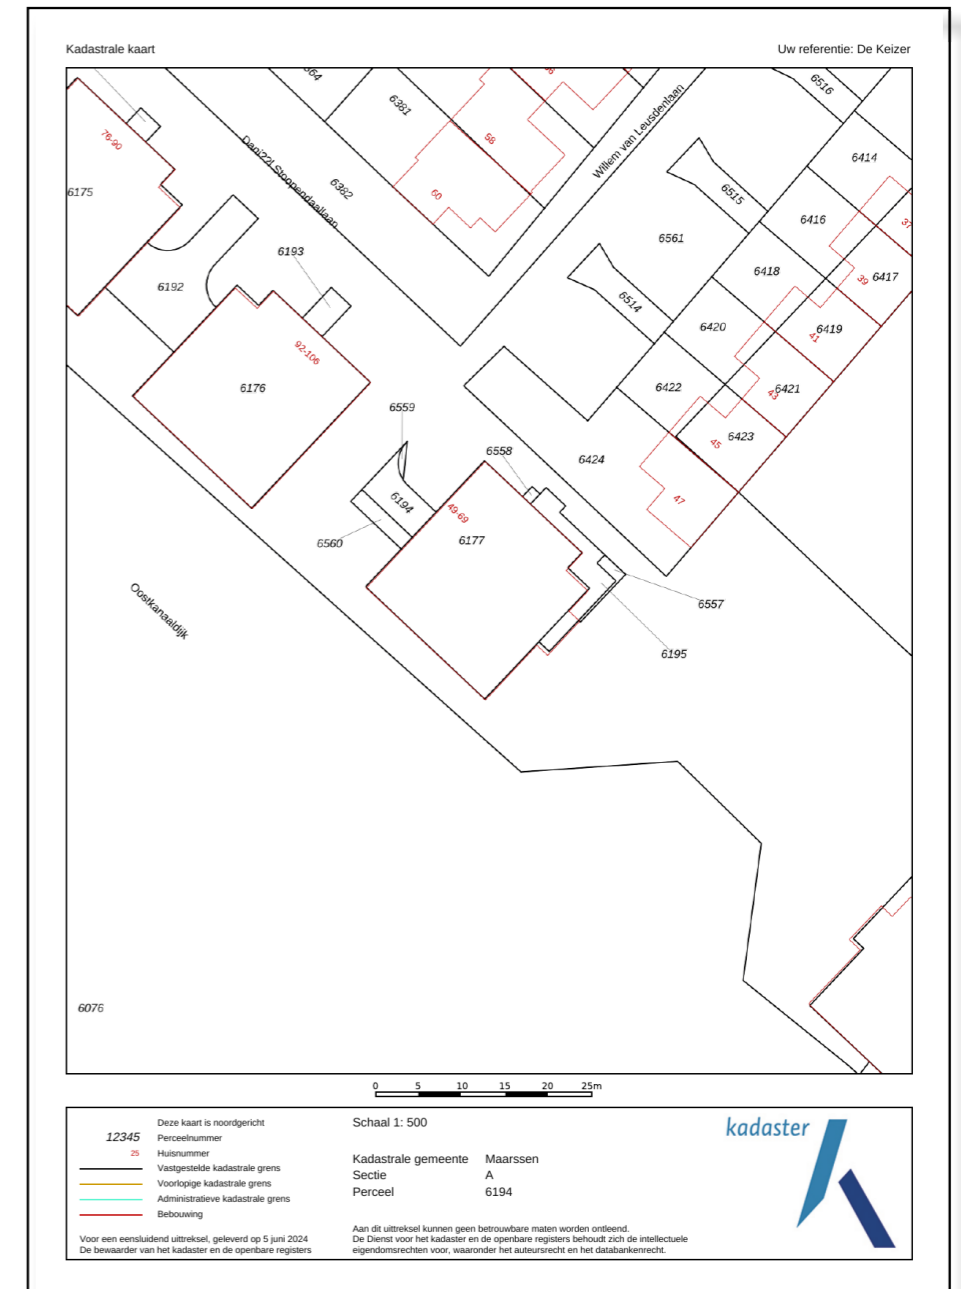 Kadastrale kaart
Uw referentie: De Keizer
6516
6381
58
6414
76-90
Dani22l Stoopendaallaan
Willem van Leusdenlaan
6175
6382
60
6515
6416
37
6193
6561
6418
6417
39
6192
6514
6420
6419
41
92-106
6176
6422
6421
43
6559
6423
45
6558
6424
47
6194
49-69
6177
6560
Oostkanaaldijk
6557
6195
6076
0 5 10 15 20 25m
Deze kaart is noordgericht
12345 Perceelnummer
25 Huisnummer
Vastgestelde kadastrale grens
Voorlopige kadastrale grens
Administratieve kadastrale grens
Bebouwing
Voor een eensluidend uittreksel, geleverd op 5 juni 2024
De bewaarder van het kadaster en de openbare registers
Schaal 1: 500
Kadastrale gemeente Maarssen
Sectie A
Perceel 6194
Aan dit uittreksel kunnen geen betrouwbare maten worden ontleend.
De Dienst voor het kadaster en de openbare registers behoudt zich de intellectuele
eigendomsrechten voor, waaronder het auteursrecht en het databankenrecht.
kadaster